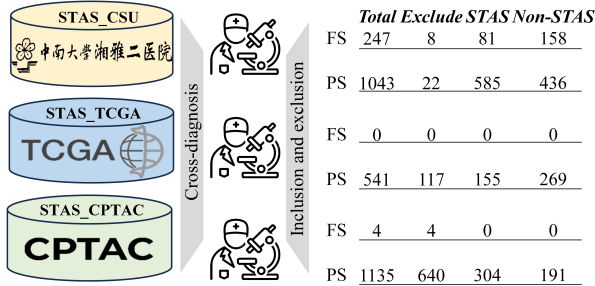 STAS_CSU
中南大學湘雅二医院
STAS_TCGA
TCGA
STAS_CPTAC
CPTAC
Cross-diagnosis
Inclusion and exclusion
Total Exclude STAS Non-STAS
FS 247 8 81 158
PS 1043 22 585 436
FS 0 0 0 0
PS 541 117 155 269
FS 4 4 0 0
PS 1135 640 304 191